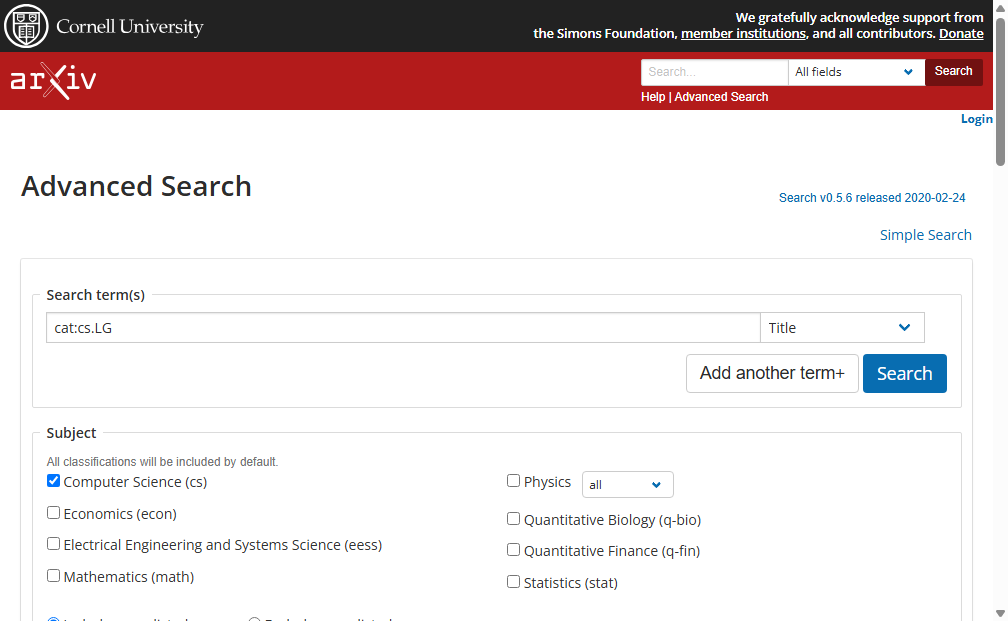 Cornell University
We gratefully acknowledge support from
the Simons Foundation, member institutions, and all contributors. Donate
arXiv
Search...
All fields
Search
Help | Advanced Search
Login
Advanced Search
Search v0.5.6 released 2020-02-24
Simple Search
Search term(s)
cat:cs.LG
Title
Add another term+
Search
Subject
All classifications will be included by default.
Computer Science (cs)
Physics
all
Economics (econ)
Quantitative Biology (q-bio)
Electrical Engineering and Systems Science (eess)
Quantitative Finance (q-fin)
Mathematics (math)
Statistics (stat)